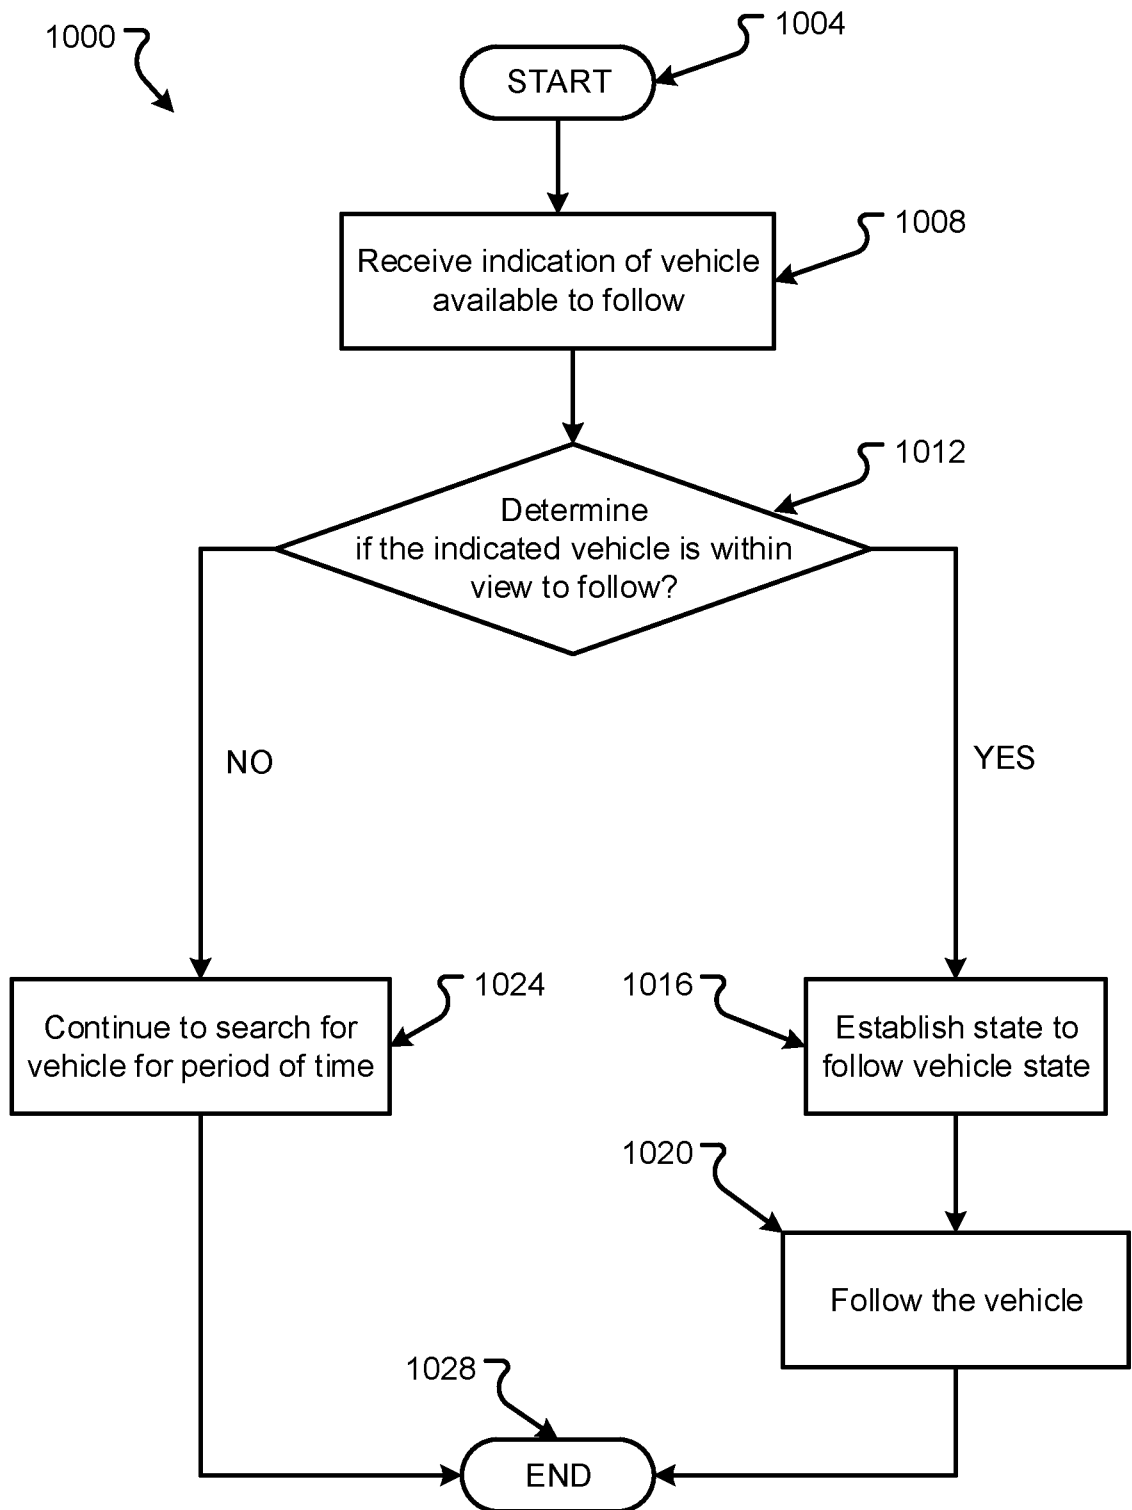 1000
1004
START
1008
Receive indication of vehicle
available to follow
1012
Determine
if the indicated vehicle is within
view to follow?
NO
YES
1024
Continue to search for
vehicle for period of time
1016
Establish state to
follow vehicle state
1020
Follow the vehicle
1028
END